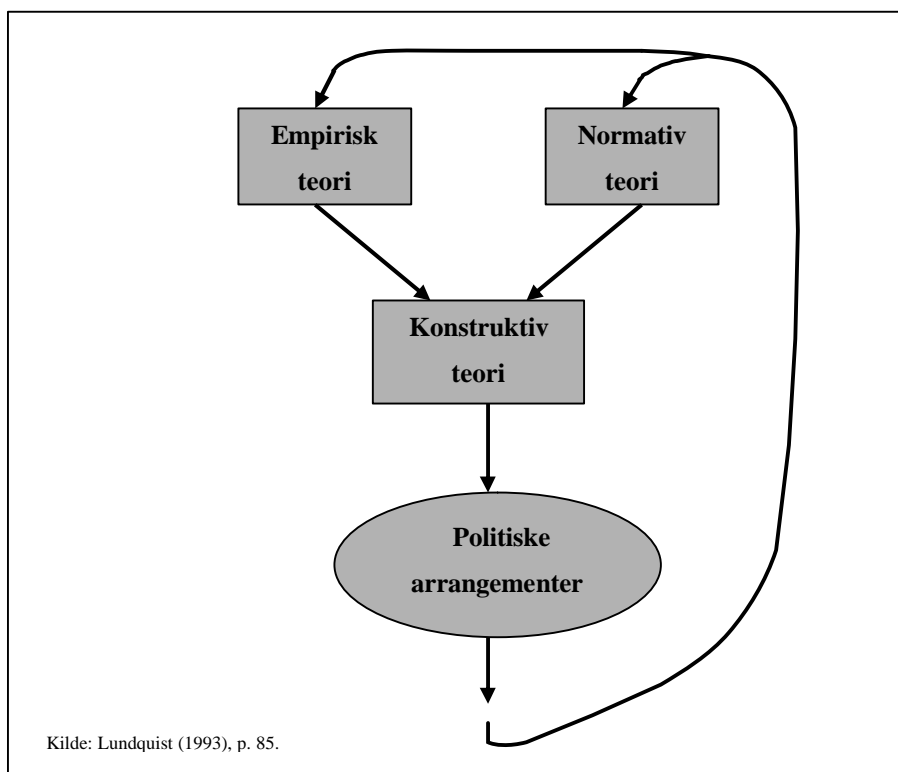 Empirisk
teori
Normativ
teori
Konstruktiv
teori
Politiske
arrangementer
Kilde: Lundquist (1993), p. 85.